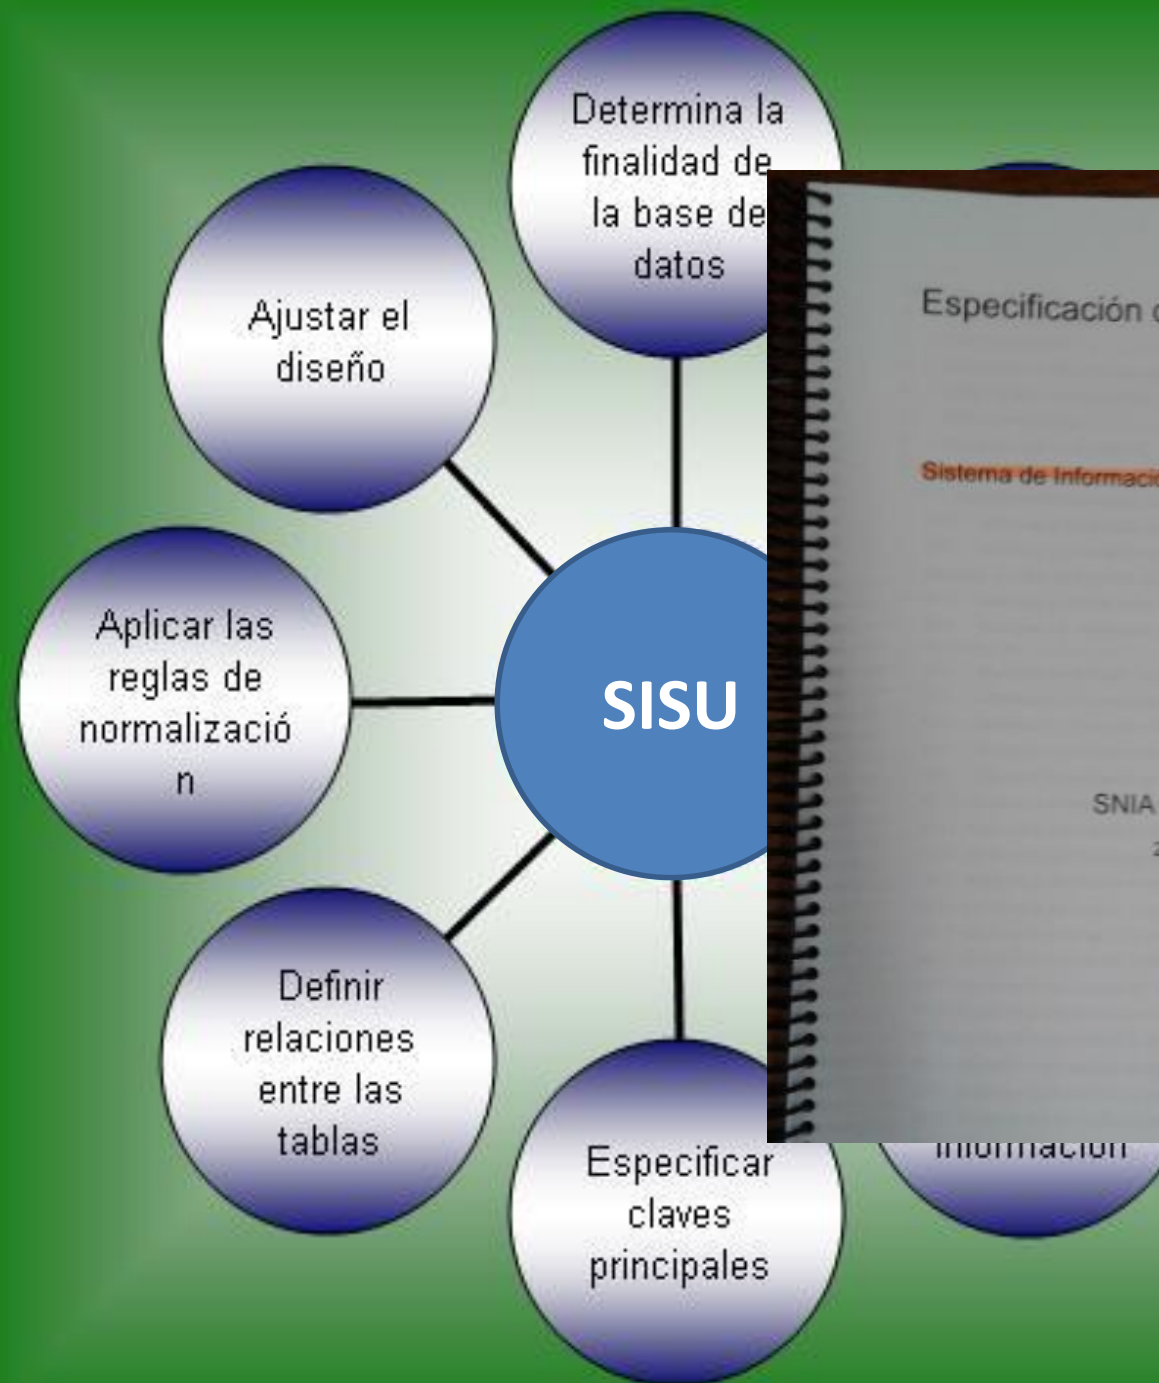 Determina la
finalidad de
la base de
datos
Ajustar el
diseño
Aplicar las
reglas de
normalizació
n
SISU
Definir
relaciones
entre las
tablas
Especificar
claves
principales
información
Especificación
Sistema de
SNIA